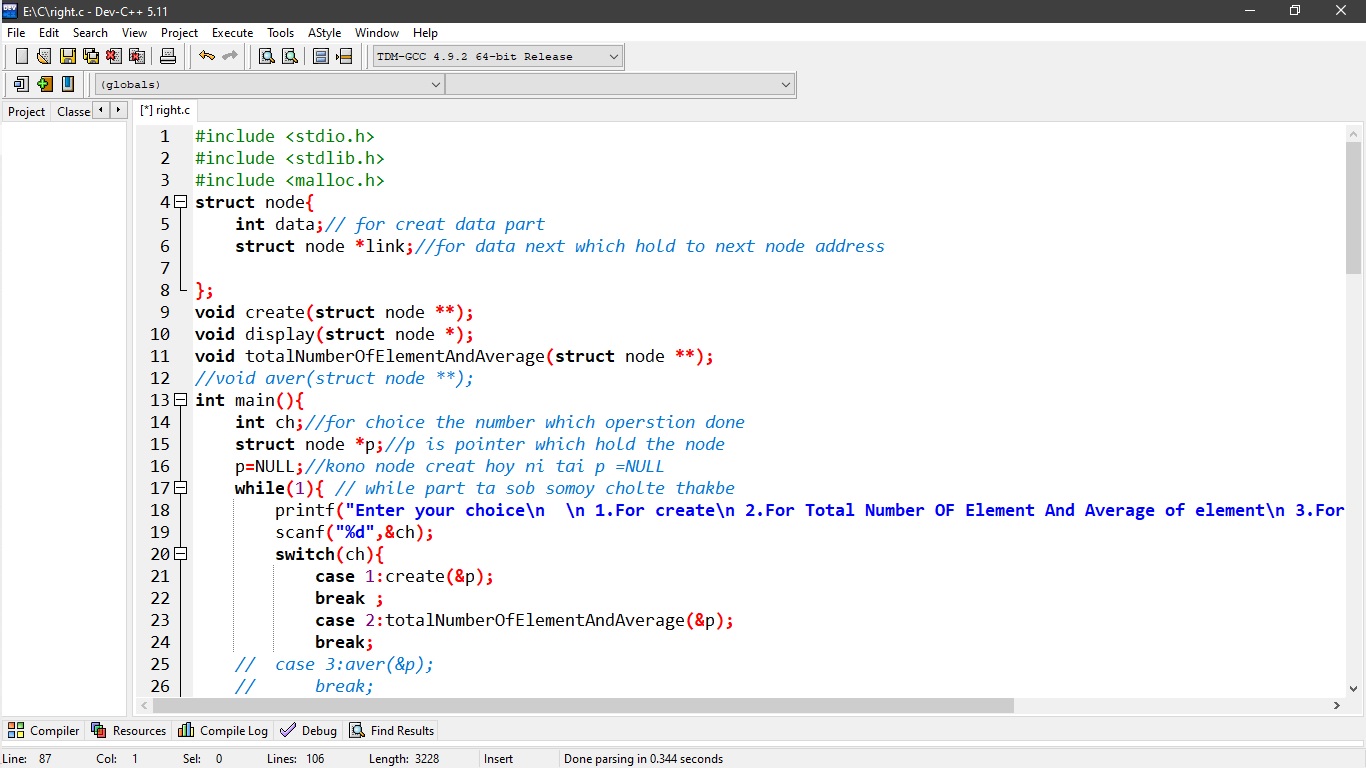 E:\C\right.c - Dev-C++ 5.11
File Edit Search View Project Execute Tools AStyle Window Help
TDM-GCC 4.9.2 64-bit Release
(globals)
Project Classe [*] right.c
1 #include <stdio.h>
2 #include <stdlib.h>
3 #include <malloc.h>
4 struct node{
5 int data;// for creat data part
6 struct node *link;//for data next which hold to next node address
7
8 };
9 void create(struct node **);
10 void display(struct node *);
11 void totalNumberOfElementAndAverage(struct node **);
12 //void aver(struct node **);
13 int main(){
14 int ch;//for choice the number which operstion done
15 struct node *p;//p is pointer which hold the node
16 p=NULL;//kono node creat hoy ni tai p =NULL
17 while(1){ // while part ta sob somoy cholte thakbe
18 printf("Enter your choice\n  \n 1.For create\n 2.For Total Number OF Element And Average of element\n 3.For
19 scanf("%d",&ch);
20 switch(ch){
21 case 1:create(&p);
22 break ;
23 case 2:totalNumberOfElementAndAverage(&p);
24 break;
25 // case 3:aver(&p);
26 // break;
Compiler Resources Compile Log Debug Find Results
Line: 87 Col: 1 Sel: 0 Lines: 106 Length: 3228 Insert Done parsing in 0.344 seconds